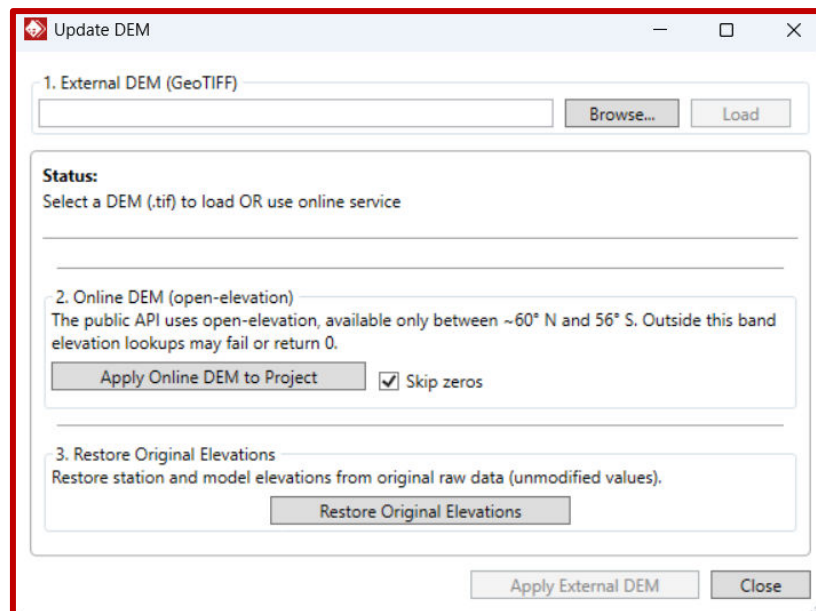 Update DEM
1. External DEM (GeoTIFF)
Browse...
Load
Status:
Select a DEM (.tif) to load OR use online service
2. Online DEM (open-elevation)
The public API uses open-elevation, available only between ~60° N and 56° S. Outside this band
elevation lookups may fail or return 0.
Apply Online DEM to Project
Skip zeros
3. Restore Original Elevations
Restore station and model elevations from original raw data (unmodified values).
Restore Original Elevations
Apply External DEM
Close